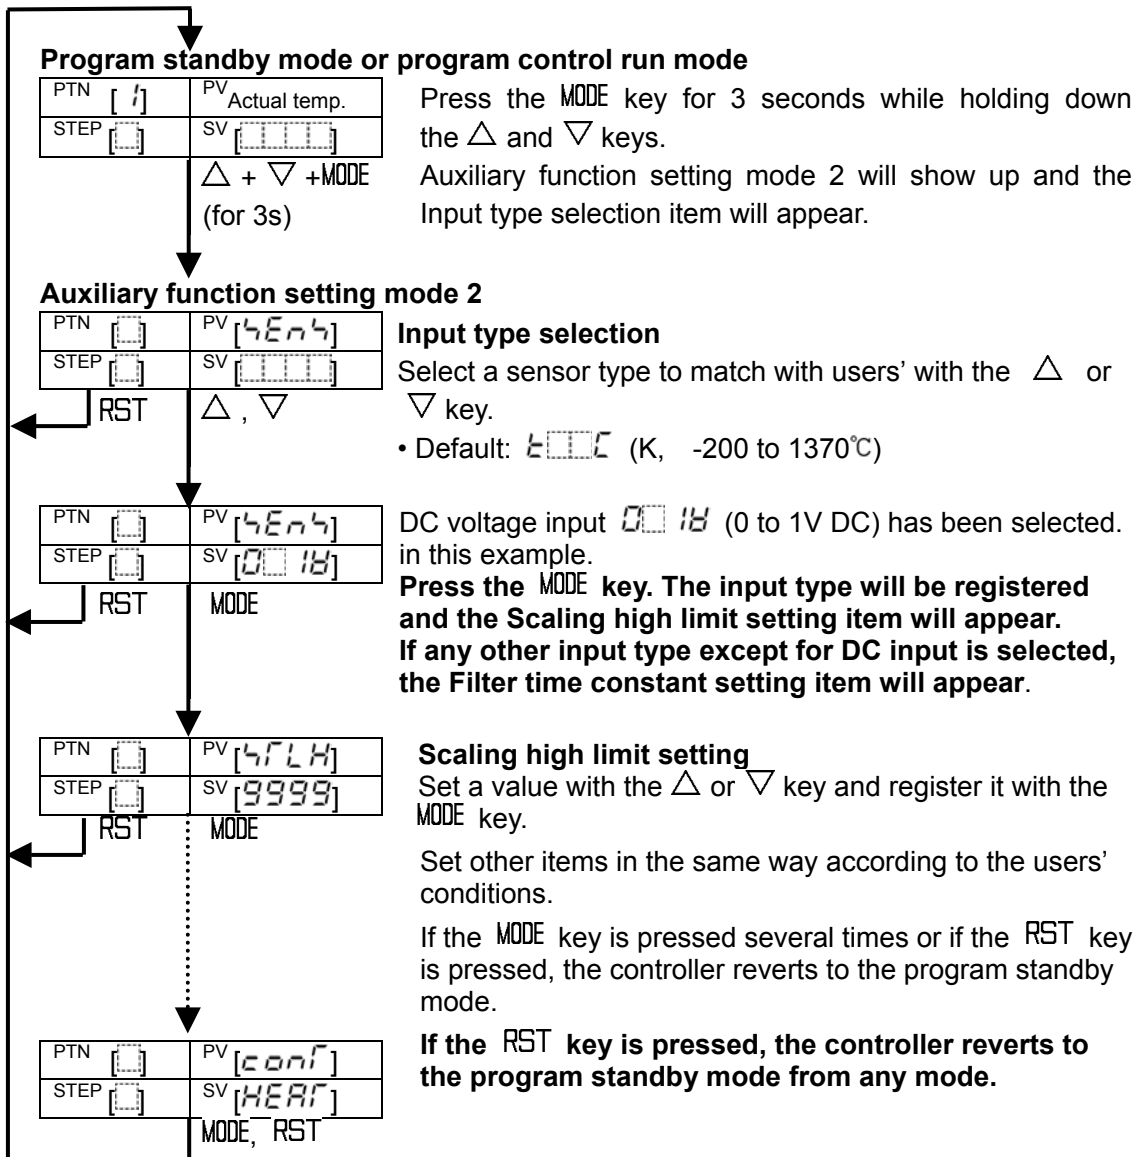 Program standby mode or program control run mode
PTN [ 1] PV Actual temp.
STEP [ ] SV [ ]
△ + ▽ +MODE
(for 3s)
Press the MODE key for 3 seconds while holding down
the △ and ▽ keys.
Auxiliary function setting mode 2 will show up and the
Input type selection item will appear.
Auxiliary function setting mode 2
PTN [ ] PV [SEnS]
STEP [ ] SV [ ]
RST △ , ▽
Input type selection
Select a sensor type to match with users’ with the △ or
▽ key.
• Default: E C (K, -200 to 1370℃)
PTN [ ] PV [SEnS]
STEP [ ] SV [0 1V]
RST MODE
DC voltage input 0 1V (0 to 1V DC) has been selected.
in this example.
Press the MODE key. The input type will be registered
and the Scaling high limit setting item will appear.
If any other input type except for DC input is selected,
the Filter time constant setting item will appear.
PTN [ ] PV [STLH]
STEP [ ] SV [9999]
RST MODE
Scaling high limit setting
Set a value with the △ or ▽ key and register it with the
MODE key.
Set other items in the same way according to the users’
conditions.
If the MODE key is pressed several times or if the RST key
is pressed, the controller reverts to the program standby
mode.
If the RST key is pressed, the controller reverts to
the program standby mode from any mode.
PTN [ ] PV [conT]
STEP [ ] SV [HEAT]
MODE, RST